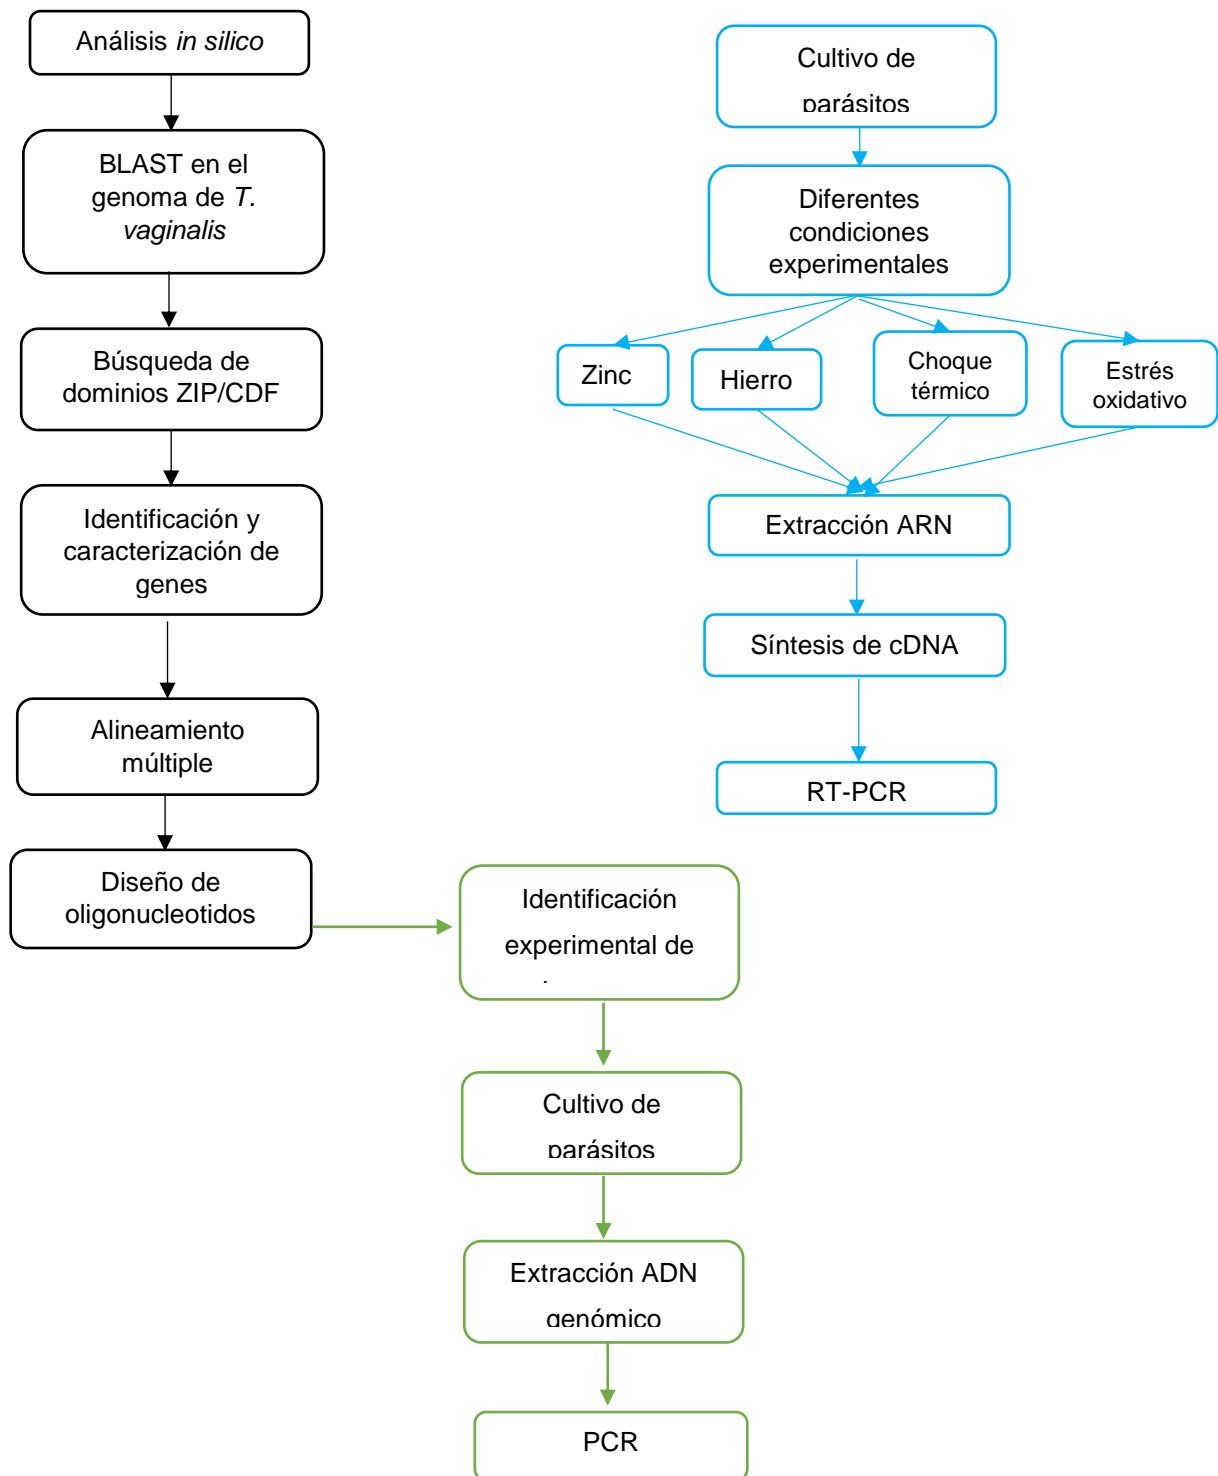 Análisis in silico
BLAST en el
genoma de T.
vaginalis
Búsqueda de
dominios ZIP/CDF
Identificación y
caracterización de
genes
Alineamiento
múltiple
Diseño de
oligonucleotidos
Identificación
experimental de
Cultivo de
parásitos
Extracción ADN
genómico
PCR
Cultivo de
parásitos
Diferentes
condiciones
experimentales
Zinc
Hierro
Choque
térmico
Estrés
oxidativo
Extracción ARN
Síntesis de cDNA
RT-PCR